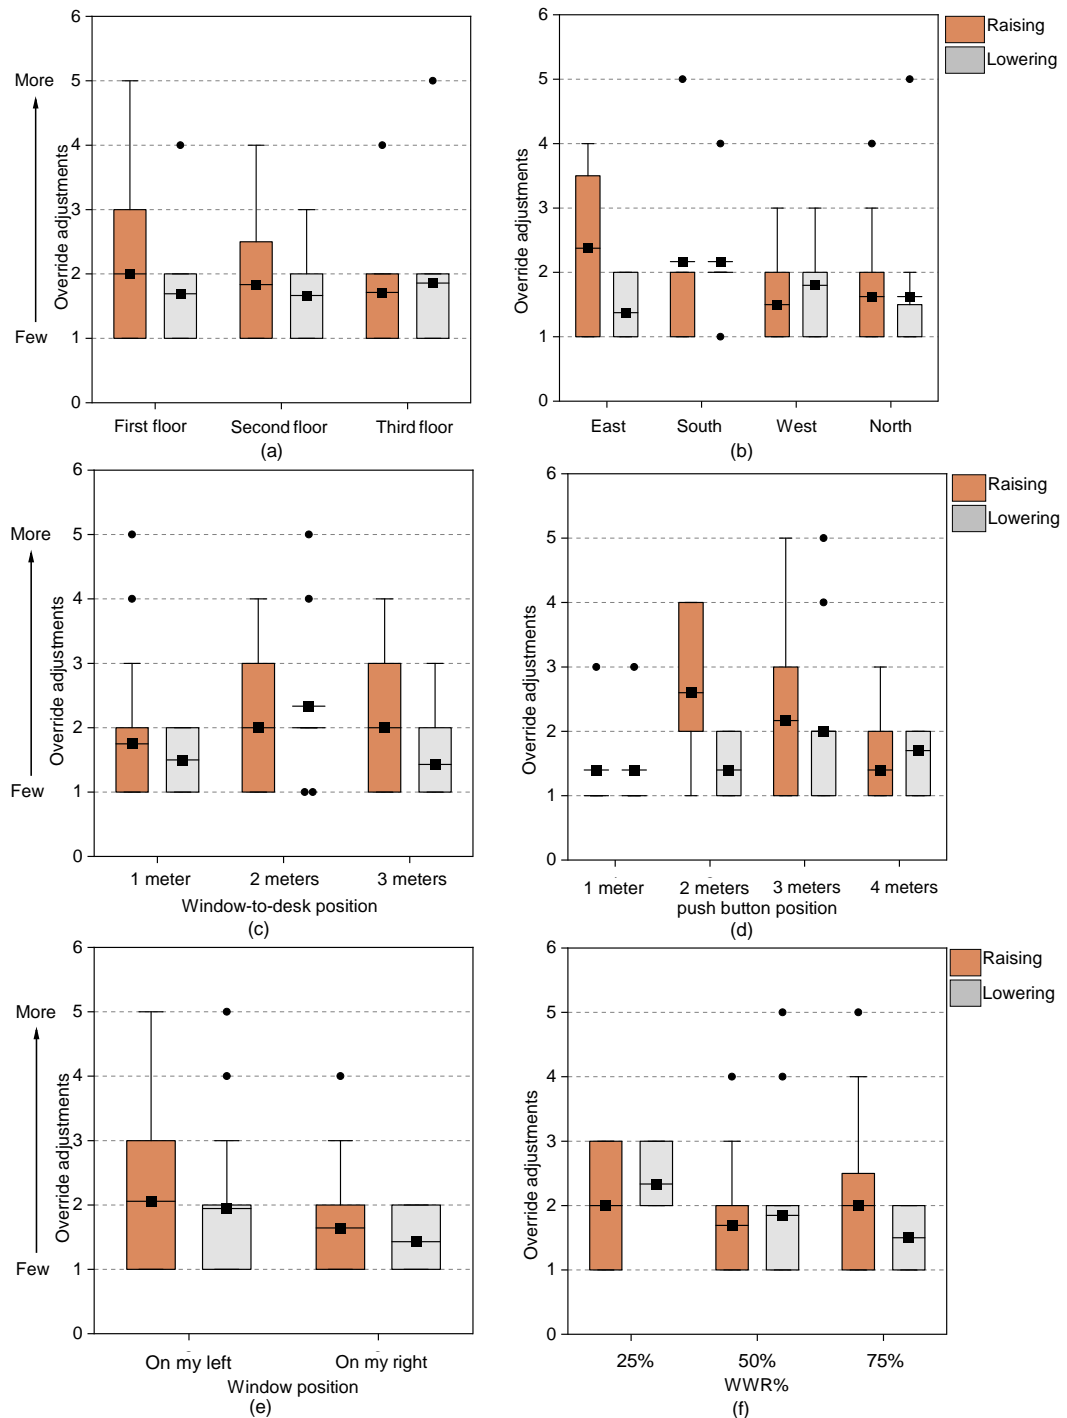 6
5
4
3
2
1
0
More
Few
Override adjustments
First floor
Second floor
Third floor
(a)
6
5
4
3
2
1
0
Override adjustments
East
South
West
North
(b)
Raising
Lowering
6
5
4
3
2
1
0
More
Few
Override adjustments
1 meter
2 meters
3 meters
Window-to-desk position
(c)
6
5
4
3
2
1
0
Override adjustments
1 meter
2 meters
3 meters
4 meters
push button position
(d)
Raising
Lowering
6
5
4
3
2
1
0
More
Few
Override adjustments
On my left
On my right
Window position
(e)
6
5
4
3
2
1
0
Override adjustments
25%
50%
75%
WWR%
(f)
Raising
Lowering